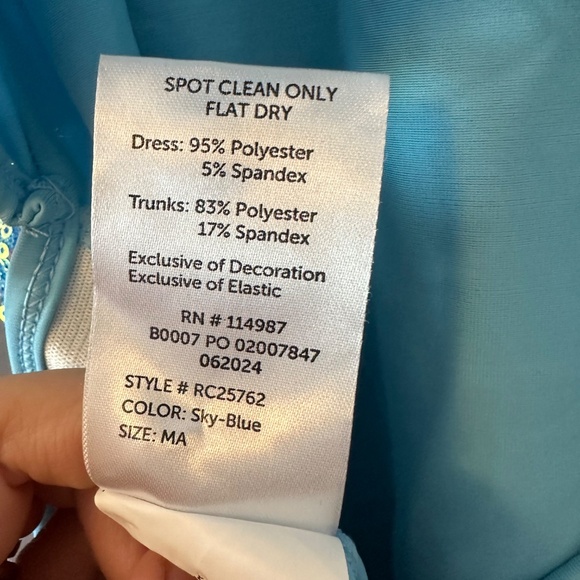 SPOT CLEAN ONLY
FLAT DRY
Dress: 95% Polyester
5% Spandex
Trunks: 83% Polyester
17% Spandex
Exclusive of Decoration
Exclusive of Elastic
RN # 114987
B0007 PO 02007847
062024
STYLE # RC25762
COLOR: Sky-Blue
SIZE: MA